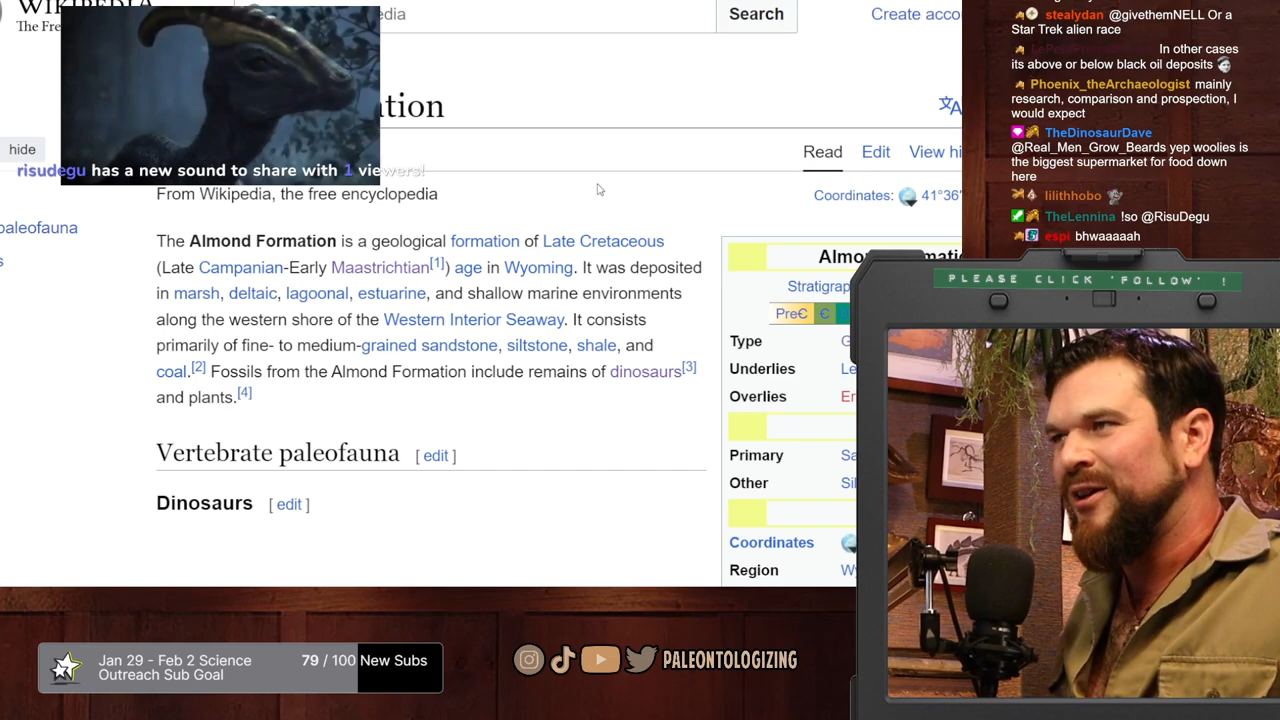 WIKIPEDIA
The Fre
edia
Search
Create acco
ation
hide
Read
Edit
View hi
risudegu has a new sound to share with 1 viewers!
From Wikipedia, the free encyclopedia
Coordinates:
41°36′
paleofauna
s
The Almond Formation is a geological formation of Late Cretaceous
(Late Campanian-Early Maastrichtian[1]) age in Wyoming. It was deposited
in marsh, deltaic, lagoonal, estuarine, and shallow marine environments
along the western shore of the Western Interior Seaway. It consists
primarily of fine- to medium-grained sandstone, siltstone, shale, and
coal.[2] Fossils from the Almond Formation include remains of dinosaurs[3]
and plants.[4]
Vertebrate paleofauna [ edit ]
Dinosaurs [ edit ]
Stratigrap
PreЄ Є
Type
Underlies Le
Overlies Er
Primary Sa
Other Sil
Coordinates
Region
stealydan @givethemNELL Or a
Star Trek alien race
In other cases
its above or below black oil deposits
Phoenix_theArchaeologist mainly
research, comparison and prospection, I
would expect
TheDinosaurDave
@Real_Men_Grow_Beards yep woolies is
the biggest supermarket for food down
here
lilithhobo
TheLennina !so @RisuDegu
espi bhwaaaaah
PLEASE CLICK 'FOLLOW' !
Jan 29 - Feb 2 Science
Outreach Sub Goal
79 / 100 New Subs
PALEONTOLOGIZING